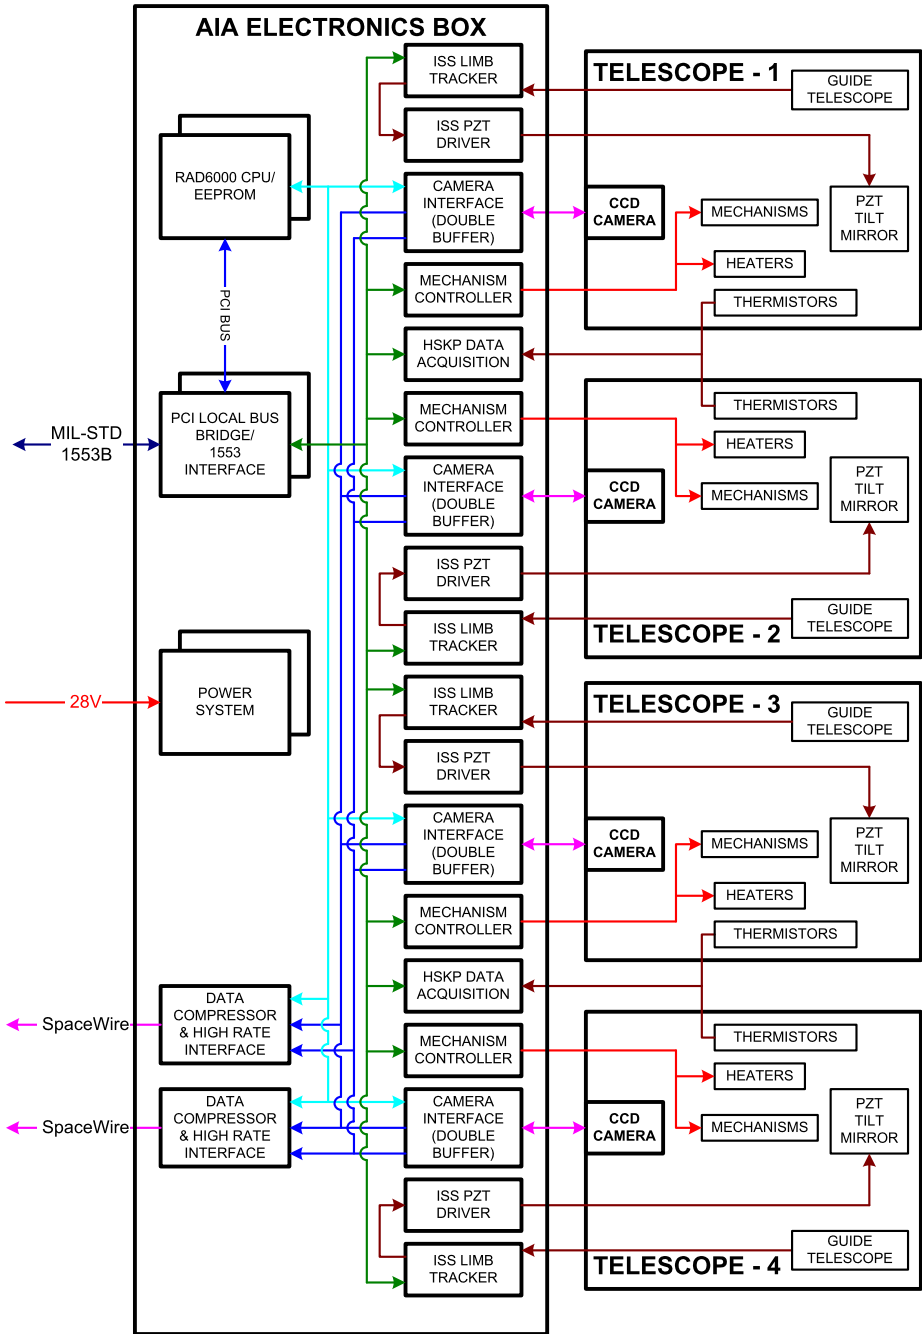 AIA ELECTRONICS BOX
ISS LIMB
TRACKER
ISS PZT
DRIVER
RAD6000 CPU/
EEPROM
CAMERA
INTERFACE
(DOUBLE
BUFFER)
MECHANISM
CONTROLLER
PCI BUS
HSKP DATA
ACQUISITION
MECHANISM
CONTROLLER
PCI LOCAL BUS
BRIDGE/
1553
INTERFACE
MIL-STD
1553B
CAMERA
INTERFACE
(DOUBLE
BUFFER)
ISS PZT
DRIVER
ISS LIMB
TRACKER
28V
POWER
SYSTEM
ISS LIMB
TRACKER
ISS PZT
DRIVER
CAMERA
INTERFACE
(DOUBLE
BUFFER)
MECHANISM
CONTROLLER
HSKP DATA
ACQUISITION
SpaceWire
DATA
COMPRESSOR
& HIGH RATE
INTERFACE
MECHANISM
CONTROLLER
SpaceWire
DATA
COMPRESSOR
& HIGH RATE
INTERFACE
CAMERA
INTERFACE
(DOUBLE
BUFFER)
ISS PZT
DRIVER
ISS LIMB
TRACKER
TELESCOPE - 1
GUIDE
TELESCOPE
CCD
CAMERA
MECHANISMS
PZT
TILT
MIRROR
HEATERS
THERMISTORS
THERMISTORS
HEATERS
CCD
CAMERA
MECHANISMS
PZT
TILT
MIRROR
GUIDE
TELESCOPE
TELESCOPE - 2
TELESCOPE - 3
GUIDE
TELESCOPE
CCD
CAMERA
MECHANISMS
PZT
TILT
MIRROR
HEATERS
THERMISTORS
THERMISTORS
HEATERS
CCD
CAMERA
MECHANISMS
PZT
TILT
MIRROR
GUIDE
TELESCOPE
TELESCOPE - 4